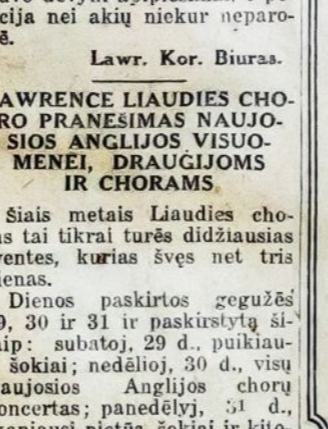 cija nei akių niekur neparo-
ė.
Lawr. Kor. Biuras.
AWRENCE LIAUDIES CHO-
RO PRANEŠIMAS NAUJO-
SIOS ANGLIJOS VISUO-
MENEI, DRAUGIJOMS
IR CHORAMS
Šiais metais Liaudies cho-
as tai tikrai turės didžiausias
ventes, kurias švęs net tris
ienas.
Dienos paskirtos gegužės
9, 30 ir 31 ir paskirstytą ši-
aip: subatoj, 29 d., puikiau-
šokiai; nedėlioj, 30 d., visų
aujosios Anglijos chorų
oncertas; panedėlyj, 31 d.,